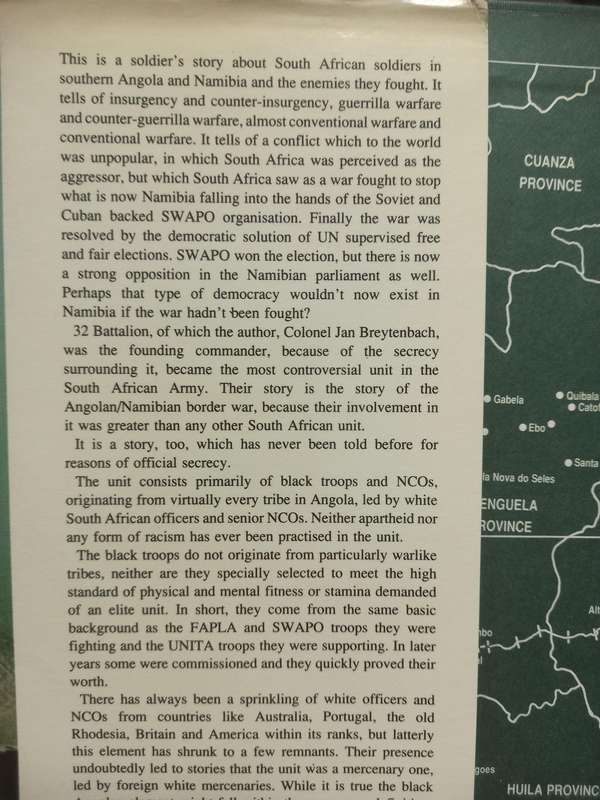 This is a soldier's story about South African soldiers in
southern Angola and Namibia and the enemies they fought. It
tells of insurgency and counter-insurgency, guerrilla warfare
and counter-guerrilla warfare, almost conventional warfare and
conventional warfare. It tells of a conflict which to the world
was unpopular, in which South Africa was perceived as the
aggressor, but which South Africa saw as a war fought to stop
what is now Namibia falling into the hands of the Soviet and
Cuban backed SWAPO organisation. Finally the war was
resolved by the democratic solution of UN supervised free
and fair elections. SWAPO won the election, but there is now
a strong opposition in the Namibian parliament as well.
Perhaps that type of democracy wouldn't now exist in
Namibia if the war hadn't been fought?
32 Battalion, of which the author, Colonel Jan Breytenbach,
was the founding commander, because of the secrecy
surrounding it, became the most controversial unit in the
South African Army. Their story is the story of the
Angolan/Namibian border war, because their involvement in
it was greater than any other South African unit.
It is a story, too, which has never been told before for
reasons of official secrecy.
The unit consists primarily of black troops and NCOs,
originating from virtually every tribe in Angola, led by white
South African officers and senior NCOs. Neither apartheid nor
any form of racism has ever been practised in the unit.
The black troops do not originate from particularly warlike
tribes, neither are they specially selected to meet the high
standard of physical and mental fitness or stamina demanded
of an elite unit. In short, they come from the same basic
background as the FAPLA and SWAPO troops they were
fighting and the UNITA troops they were supporting. In later
years some were commissioned and they quickly proved their
worth.
There has always been a sprinkling of white officers and
NCOs from countries like Australia, Portugal, the old
Rhodesia, Britain and America within its ranks, but latterly
this element has shrunk to a few remnants. Their presence
undoubtedly led to stories that the unit was a mercenary one,
led by foreign white mercenaries. While it is true the black
CUANZA
PROVINCE
Gabela
Quibala
Catof
Ebo
Santa
la Nova do Seles
ENGUELA
ROVINCE
Alt
mbo
goes
HUILA PROVINC